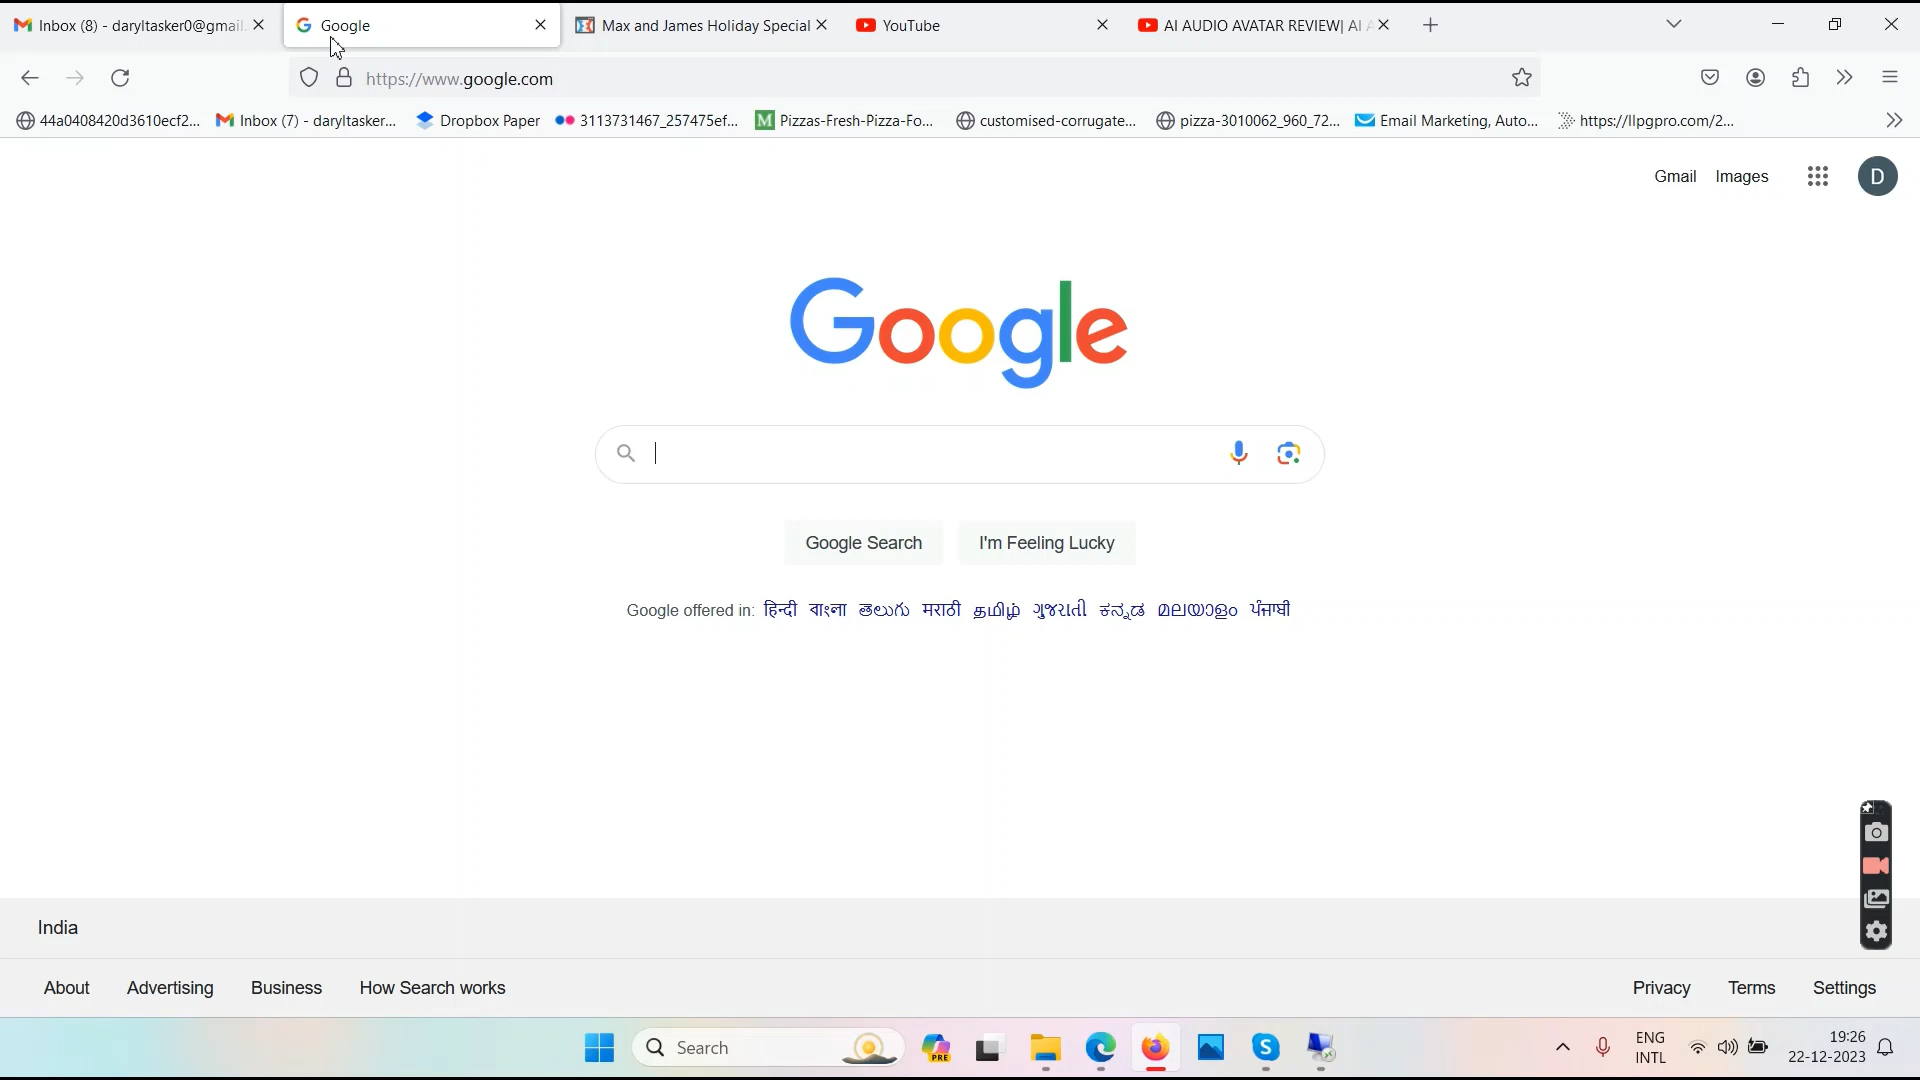 Inbox (8) - daryltasker0@gmail.
Google
Max and James Holiday Special
YouTube
AI AUDIO AVATAR REVIEW| AI A
https://www.google.com
44a0408420d3610ecf2...
Inbox (7) - daryltasker...
Dropbox Paper
3113731467_257475ef...
M Pizzas-Fresh-Pizza-Fo...
customised-corrugate...
pizza-3010062_960_72...
Email Marketing, Auto...
https://llpgpro.com/2...
Gmail Images D
Google
Google Search I'm Feeling Lucky
Google offered in: हिन्दी বাংলা తెలుగు मराठी தமிழ் ગુજરાતી ಕನ್ನಡ മലയാളം ਪੰਜਾਬੀ
India
About Advertising Business How Search works
Privacy Terms Settings
Search
PRE
S
ENG
INTL
19:26
22-12-2023